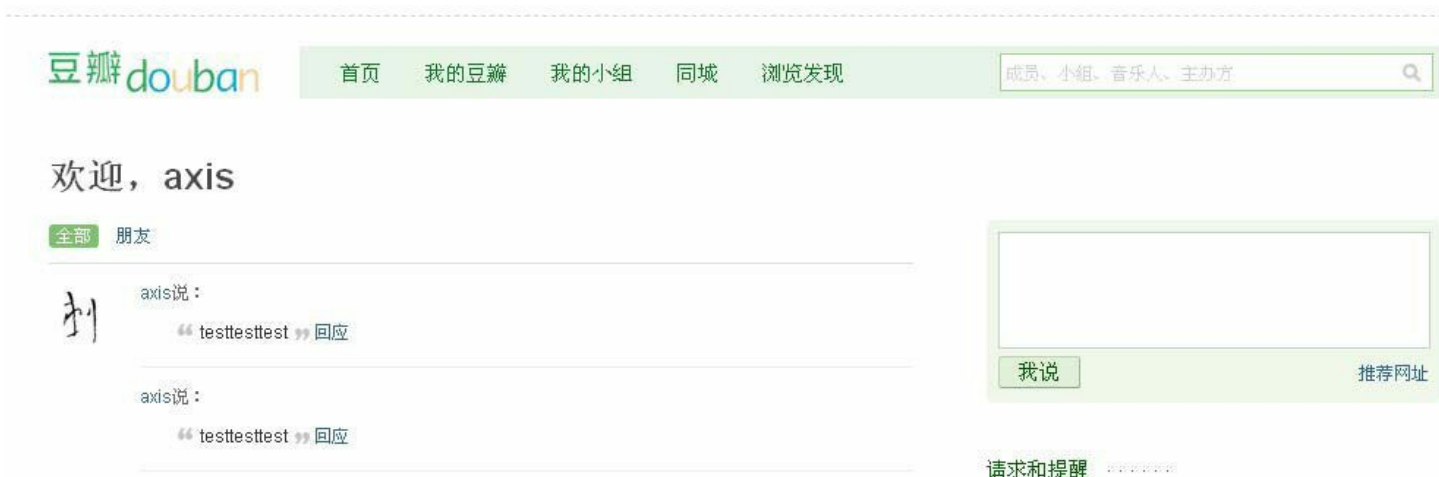 豆瓣douban 首页 我的豆瓣 我的小组 同城 浏览发现 成员、小组、音乐人、主办方
欢迎，axis
全部 朋友
axis说：
“ testtesttest ” 回应
axis说：
“ testtesttest ” 回应
我说 推荐网址
请求和提醒 · · · · · ·